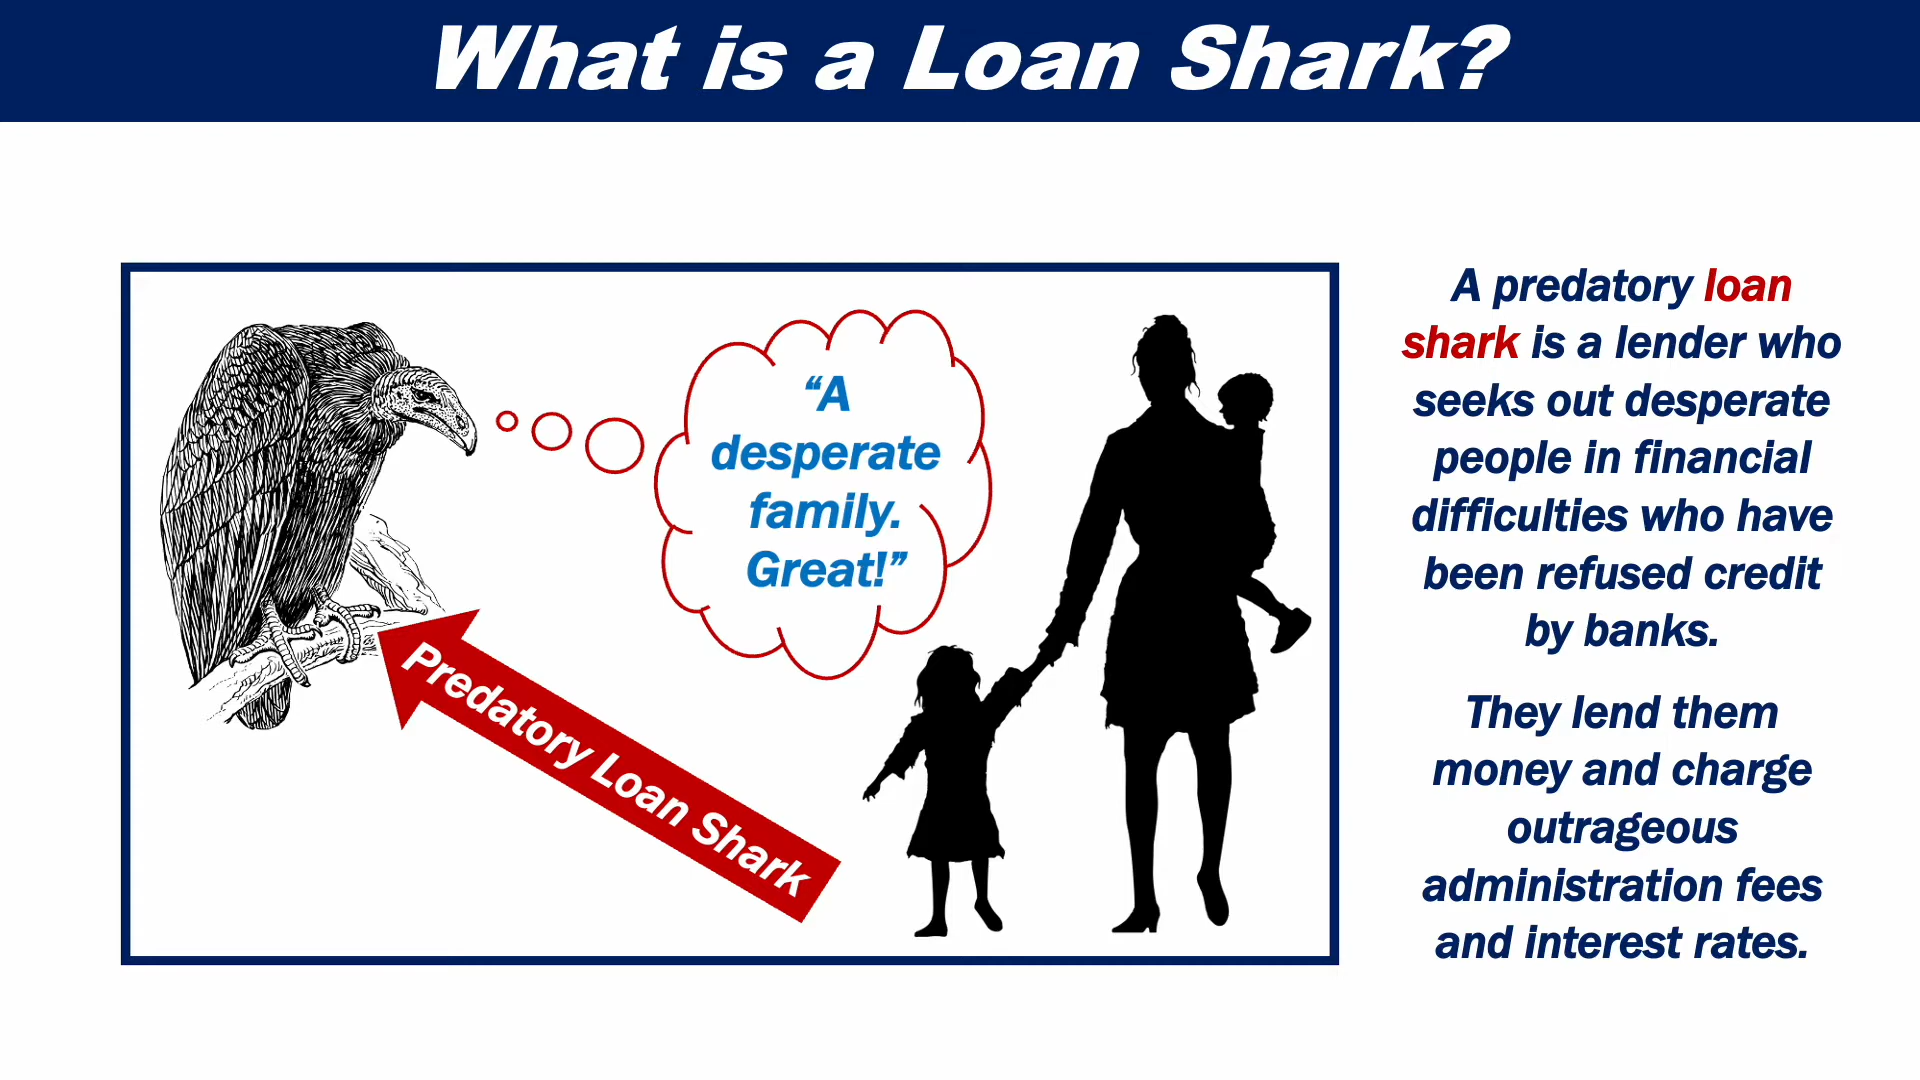 What is a Loan Shark?
“A
desperate
family.
Great!”
Predatory Loan Shark
A predatory loan
shark is a lender who
seeks out desperate
people in financial
difficulties who have
been refused credit
by banks.
They lend them
money and charge
outrageous
administration fees
and interest rates.